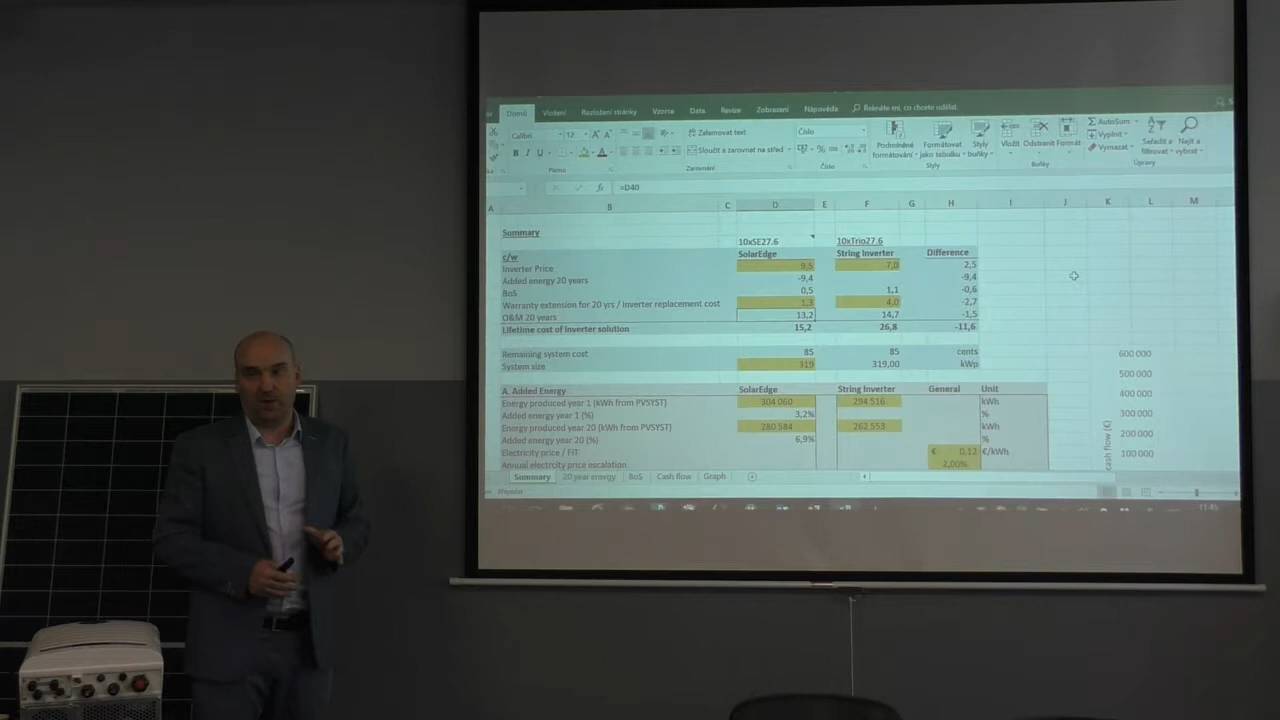 Domů Vložení Rozložení stránky Vzorce Data Revize Zobrazení Nápověda Řekněte mi, co chcete udělat.
Calibri 12 A A Zalamovat text Číslo AutoSum
B I U A Sloučit a zarovnat na střed % 000 Podmíněné formátování Formátovat jako tabulku Styly buňky Vložit Odstranit Formát Vyplnit Vymazat Seřadit a filtrovat Najít a vybrat
Písmo Zarovnání Číslo Styly Buňky Úpravy
fx =D40
A B C D E F G H I J K L M
Summary
10xSE27.6 10xTrio27.6
c/w SolarEdge String Inverter Difference
Inverter Price 9,5 7,0 2,5
Added energy 20 years -9,4 -9,4
BoS 0,5 1,1 -0,6
Warranty extension for 20 yrs / Inverter replacement cost 1,3 4,0 -2,7
O&M 20 years 13,2 14,7 -1,5
Lifetime cost of inverter solution 15,2 26,8 -11,6
Remaining system cost 85 85 cents
System size 319 319,00 kWp
A. Added Energy SolarEdge String Inverter General Unit
Energy produced year 1 (kWh from PVSYST) 304 060 294 516 kWh
Added energy year 1 (%) 3,2% %
Energy produced year 20 (kWh from PVSYST) 280 584 262 553 kWh
Added energy year 20 (%) 6,9% %
Electricity price / FiT € 0,12 €/kWh
Annual electrcity price escalation 2,00%
600 000
500 000
400 000
300 000
200 000
100 000
cash flow (€)
Summary 20 year energy BoS Cash flow Graph